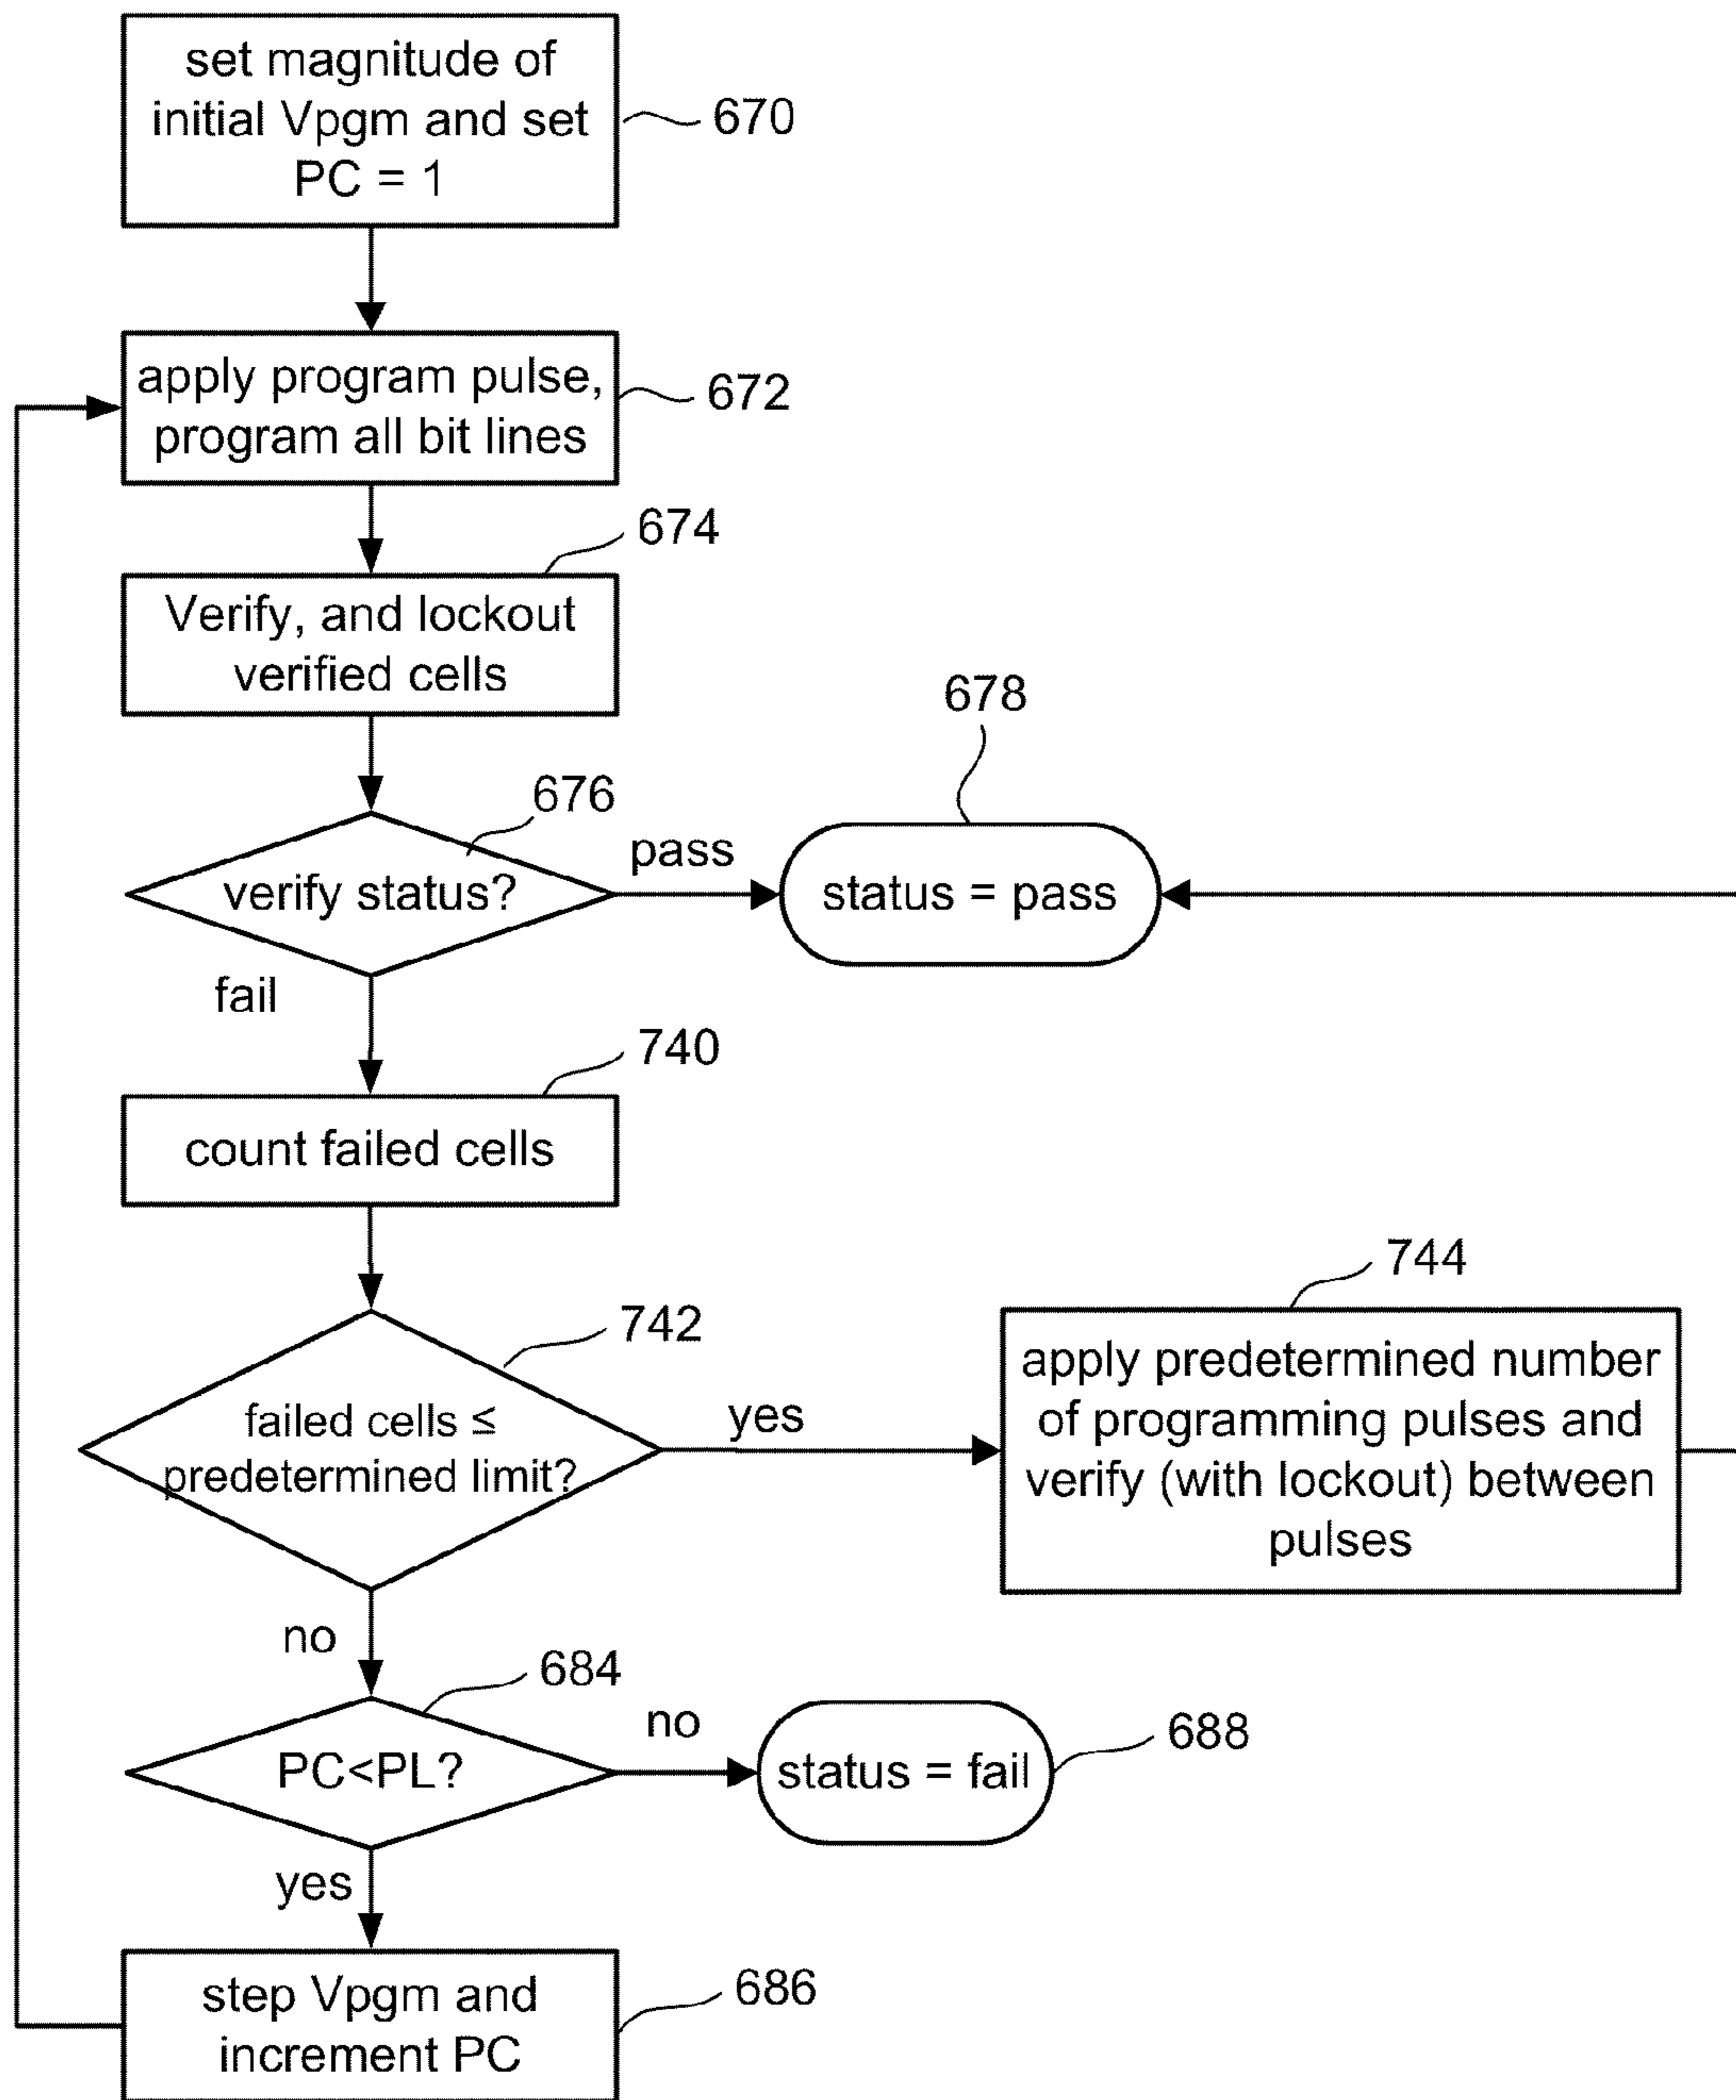 set magnitude of
initial Vpgm and set
PC = 1
670
apply program pulse,
program all bit lines
672
674
Verify, and lockout
verified cells
678
676
pass
verify status?
status = pass
fail
740
count failed cells
744
742
apply predetermined number
of programming pulses and
verify (with lockout) between
pulses
failed cells ≤
predetermined limit?
yes
no
684
no
688
PC<PL?
status = fail
yes
step Vpgm and
increment PC
686